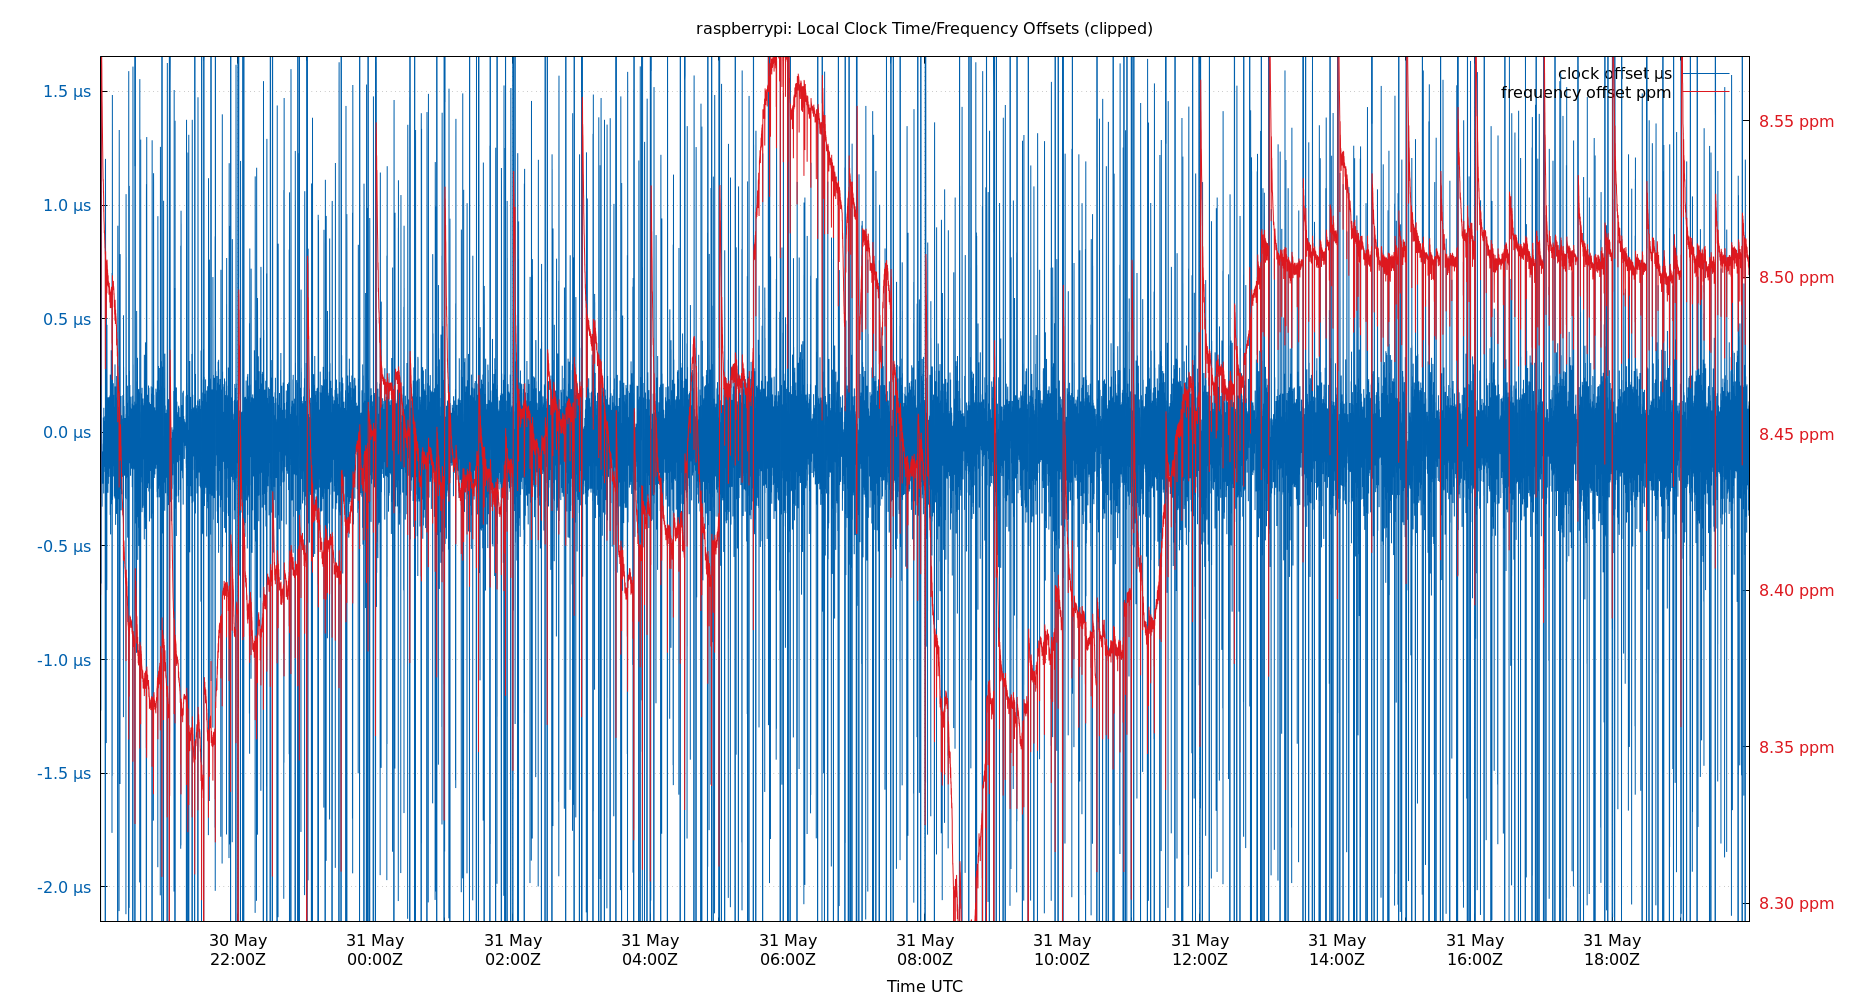 raspberrypi: Local Clock Time/Frequency Offsets (clipped)
clock offset µs
frequency offset ppm
1.5 µs
1.0 µs
0.5 µs
0.0 µs
-0.5 µs
-1.0 µs
-1.5 µs
-2.0 µs
8.55 ppm
8.50 ppm
8.45 ppm
8.40 ppm
8.35 ppm
8.30 ppm
30 May 31 May 31 May 31 May 31 May 31 May 31 May 31 May 31 May 31 May 31 May
22:00Z 00:00Z 02:00Z 04:00Z 06:00Z 08:00Z 10:00Z 12:00Z 14:00Z 16:00Z 18:00Z
Time UTC